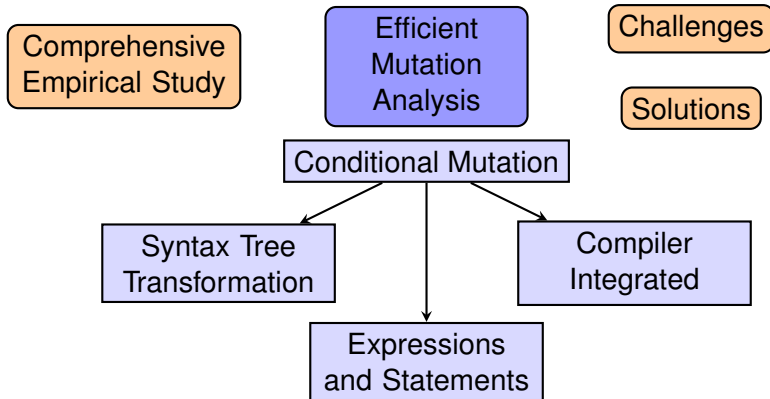 Comprehensive
Empirical Study
Efficient
Mutation
Analysis
Challenges
Solutions
Conditional Mutation
Syntax Tree
Transformation
Compiler
Integrated
Expressions
and Statements